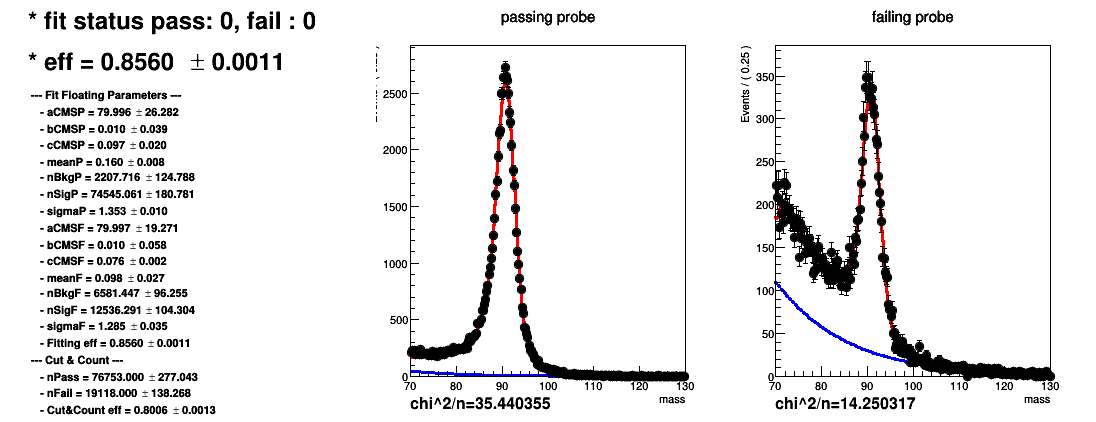 * fit status pass: 0, fail : 0
* eff = 0.8560 ± 0.0011
--- Fit Floating Parameters ---
- aCMSP = 79.996 ± 26.282
- bCMSP = 0.010 ± 0.039
- cCMSP = 0.097 ± 0.020
- meanP = 0.160 ± 0.008
- nBkgP = 2207.716 ± 124.788
- nSigP = 74545.061 ± 180.781
- sigmaP = 1.353 ± 0.010
- aCMSF = 79.997 ± 19.271
- bCMSF = 0.010 ± 0.058
- cCMSF = 0.076 ± 0.002
- meanF = 0.098 ± 0.027
- nBkgF = 6581.447 ± 96.255
- nSigF = 12536.291 ± 104.304
- sigmaF = 1.285 ± 0.035
- Fitting eff = 0.8560 ± 0.0011
--- Cut & Count ---
- nPass = 76753.000 ± 277.043
- nFail = 19118.000 ± 138.268
- Cut&Count eff = 0.8006 ± 0.0013
passing probe
2500
2000
1500
1000
500
0
70 80 90 100 110 120 130
mass
chi^2/n=35.440355
failing probe
Events / ( 0.25 )
350
300
250
200
150
100
50
0
70 80 90 100 110 120 130
mass
chi^2/n=14.250317